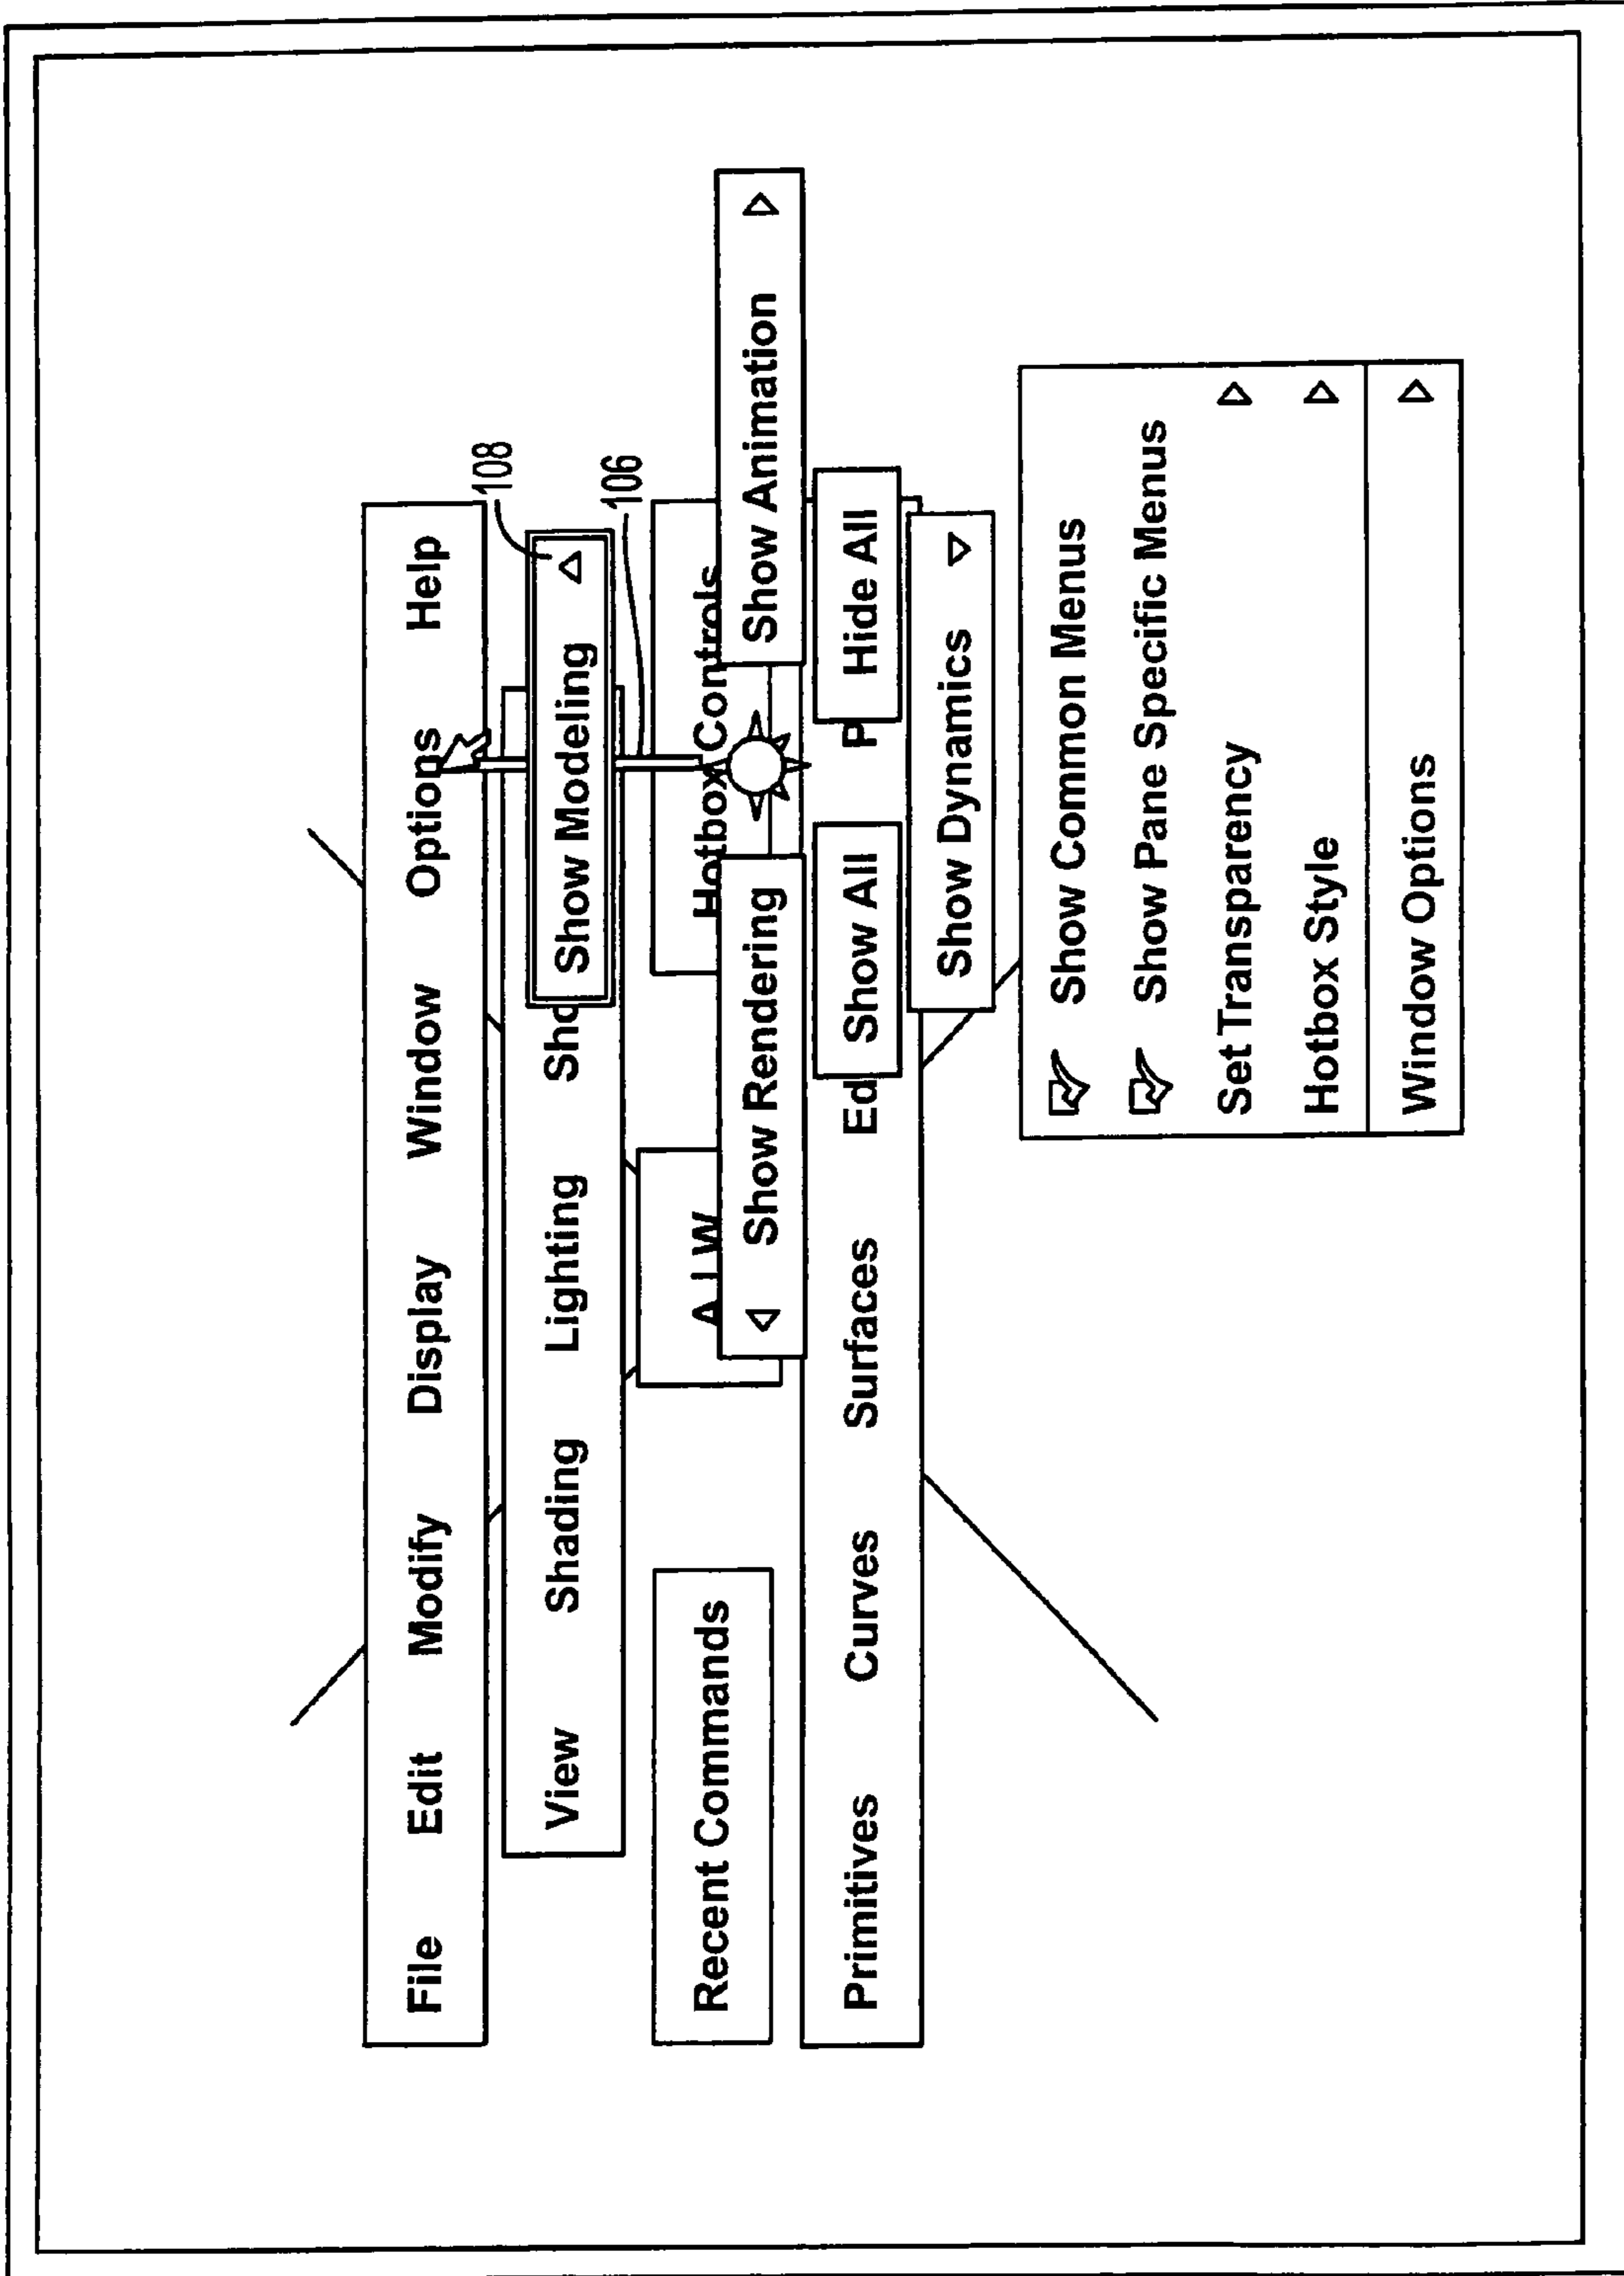 File Edit Modify Display Window Options Help
108
View Shading Lighting Sho
Show Modeling
106
Recent Commands
A | W
Hotbox Controls
Show Rendering
Show Animation
Primitives Curves Surfaces Ed
Show All
P
Hide All
Show Dynamics
Show Common Menus
Show Pane Specific Menus
Set Transparency
Hotbox Style
Window Options